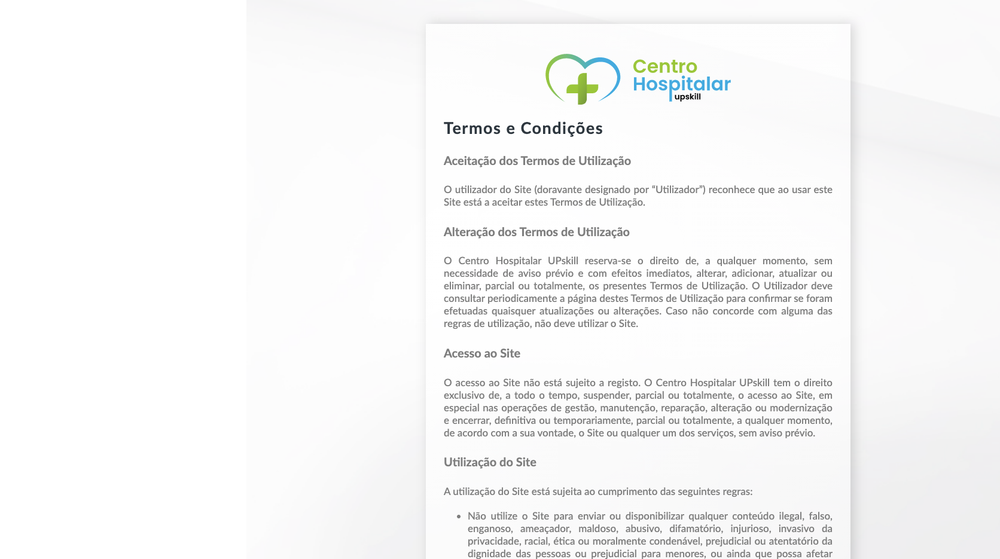 Centro
Hospitalar
upskill
Termos e Condições
Aceitação dos Termos de Utilização
O utilizador do Site (doravante designado por “Utilizador”) reconhece que ao usar este
Site está a aceitar estes Termos de Utilização.
Alteração dos Termos de Utilização
O Centro Hospitalar UPskill reserva-se o direito de, a qualquer momento, sem
necessidade de aviso prévio e com efeitos imediatos, alterar, adicionar, atualizar ou
eliminar, parcial ou totalmente, os presentes Termos de Utilização. O Utilizador deve
consultar periodicamente a página destes Termos de Utilização para confirmar se foram
efetuadas quaisquer atualizações ou alterações. Caso não concorde com alguma das
regras de utilização, não deve utilizar o Site.
Acesso ao Site
O acesso ao Site não está sujeito a registo. O Centro Hospitalar UPskill tem o direito
exclusivo de, a todo o tempo, suspender, parcial ou totalmente, o acesso ao Site, em
especial nas operações de gestão, manutenção, reparação, alteração ou modernização
e encerrar, definitiva ou temporariamente, parcial ou totalmente, a qualquer momento,
de acordo com a sua vontade, o Site ou qualquer um dos serviços, sem aviso prévio.
Utilização do Site
A utilização do Site está sujeita ao cumprimento das seguintes regras:
• Não utilize o Site para enviar ou disponibilizar qualquer conteúdo ilegal, falso,
enganoso, ameaçador, maldoso, abusivo, difamatório, injurioso, invasivo da
privacidade, racial, ética ou moralmente condenável, prejudicial ou atentatório da
dignidade das pessoas ou prejudicial para menores, ou ainda que possa afetar